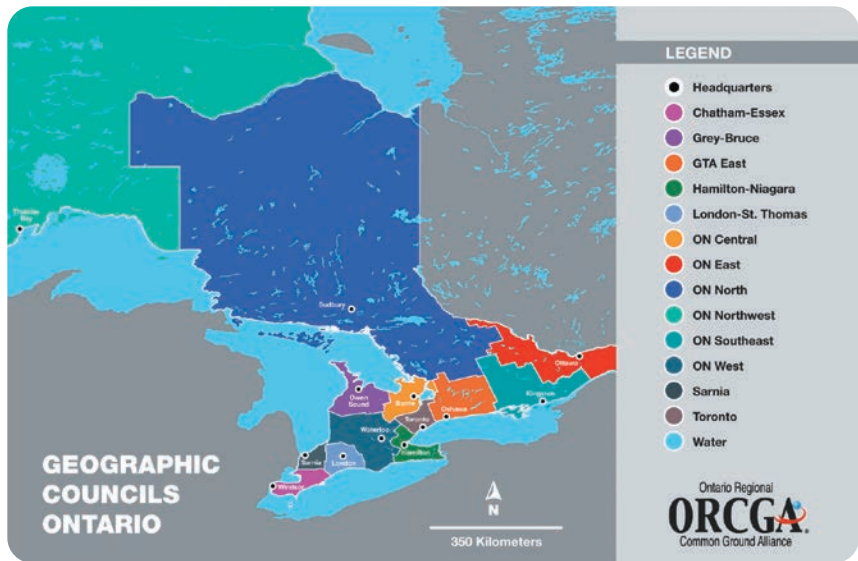 LEGEND
Headquarters
Chatham-Essex
Grey-Bruce
GTA East
Hamilton-Niagara
London-St. Thomas
ON Central
ON East
ON North
ON Northwest
ON Southeast
ON West
Sarnia
Toronto
Water
Thunder
Bay
Sudbury
Ottawa
Kingston
Owen
Sound
Barrie
Oshawa
Toronto
Waterloo
Hamilton
Sarnia
London
Windsor
GEOGRAPHIC
COUNCILS
ONTARIO
N
350 Kilometers
Ontario Regional
ORCGA
Common Ground Alliance